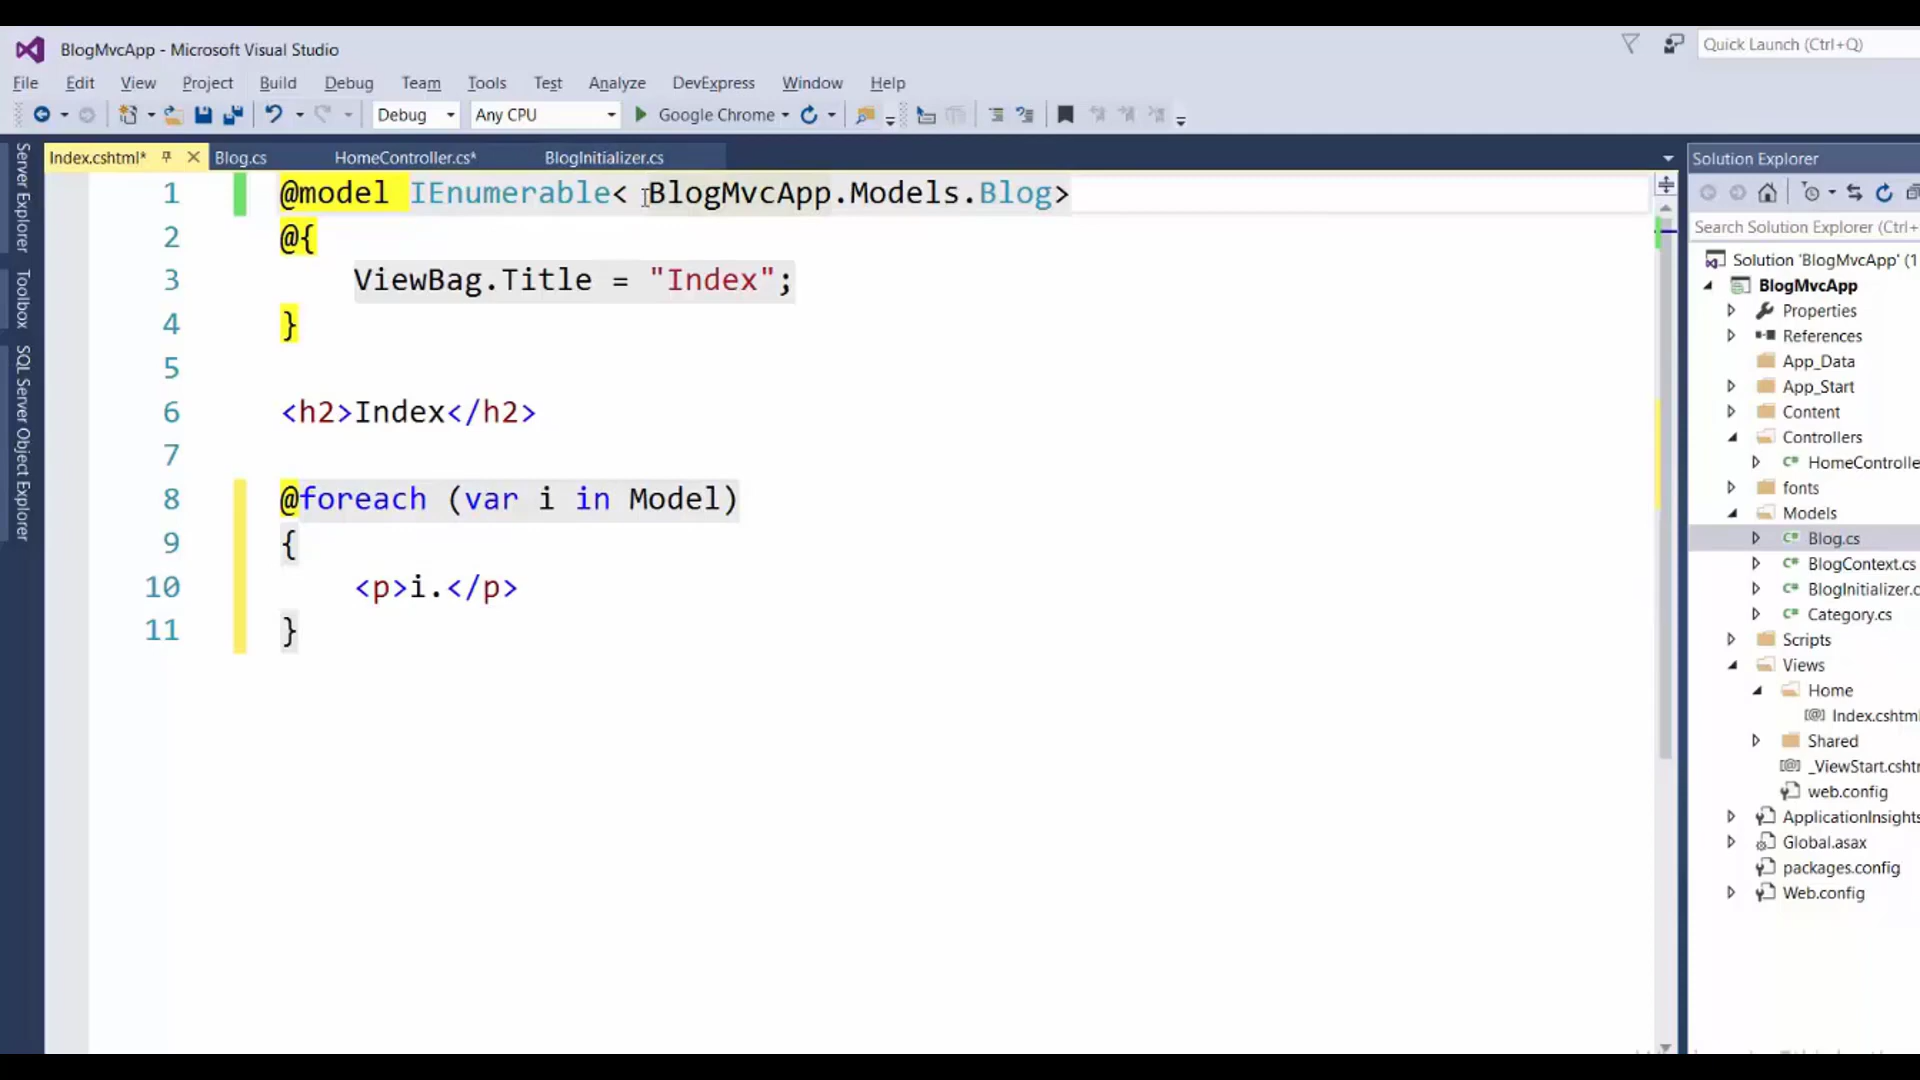 BlogMvcApp - Microsoft Visual Studio
Quick Launch (Ctrl+Q)
File Edit View Project Build Debug Team Tools Test Analyze DevExpress Window Help
Debug Any CPU Google Chrome
Server Explorer
Toolbox
SQL Server Object Explorer
Index.cshtml* Blog.cs HomeController.cs* BlogInitializer.cs
1 @model IEnumerable< BlogMvcApp.Models.Blog>
2 @{
3 ViewBag.Title = "Index";
4 }
5
6 <h2>Index</h2>
7
8 @foreach (var i in Model)
9 {
10 <p>i.</p>
11 }
Solution Explorer
Search Solution Explorer (Ctrl+
Solution 'BlogMvcApp' (1
BlogMvcApp
Properties
References
App_Data
App_Start
Content
Controllers
C# HomeControlle
fonts
Models
C# Blog.cs
C# BlogContext.cs
C# BlogInitializer.c
C# Category.cs
Scripts
Views
Home
[@] Index.cshtml
Shared
[@] _ViewStart.csht
web.config
ApplicationInsights
Global.asax
packages.config
Web.config